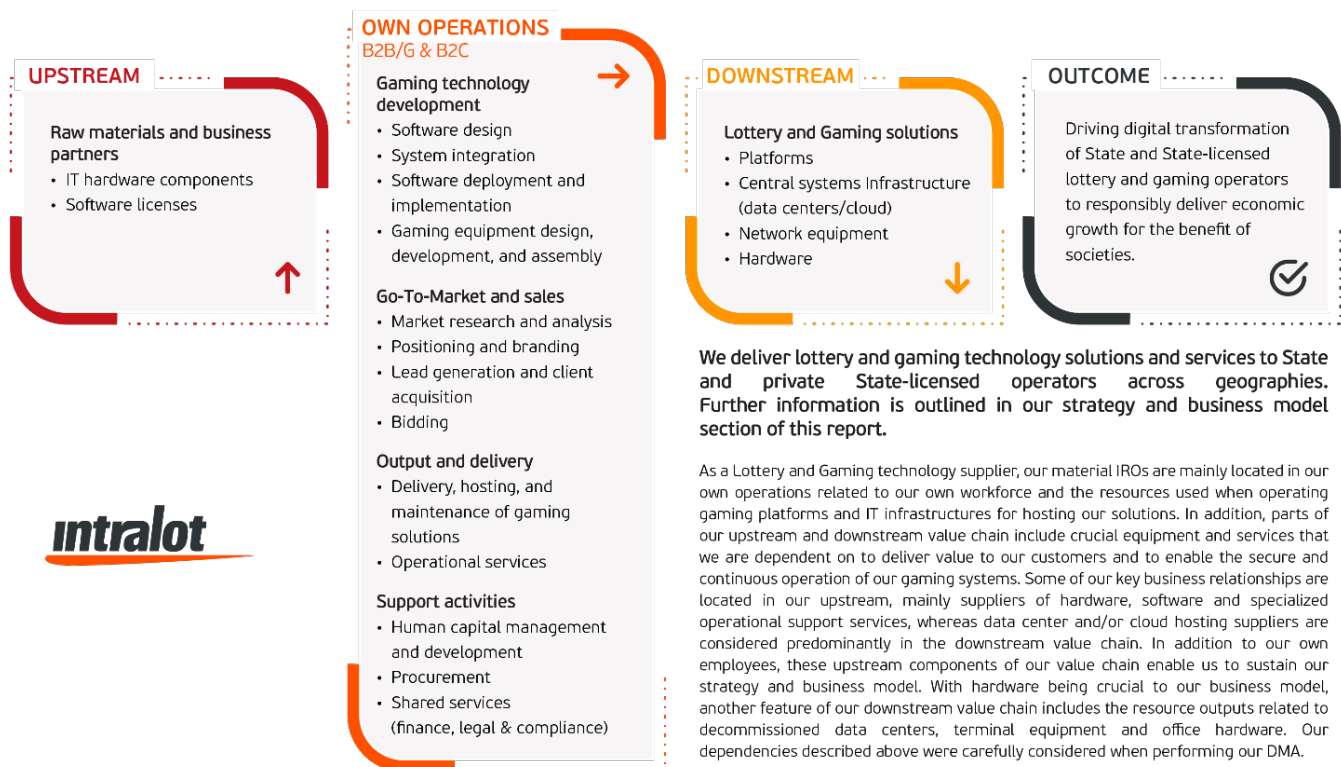 UPSTREAM
Raw materials and business
partners
• IT hardware components
• Software licenses
OWN OPERATIONS
B2B/G & B2C
Gaming technology
development
• Software design
• System integration
• Software deployment and
implementation
• Gaming equipment design,
development, and assembly
Go-To-Market and sales
• Market research and analysis
• Positioning and branding
• Lead generation and client
acquisition
• Bidding
Output and delivery
• Delivery, hosting, and
maintenance of gaming
solutions
• Operational services
Support activities
• Human capital management
and development
• Procurement
• Shared services
(finance, legal & compliance)
DOWNSTREAM
Lottery and Gaming solutions
• Platforms
• Central systems Infrastructure
(data centers/cloud)
• Network equipment
• Hardware
OUTCOME
Driving digital transformation
of State and State-licensed
lottery and gaming operators
to responsibly deliver economic
growth for the benefit of
societies.
intralot
We deliver lottery and gaming technology solutions and services to State
and private State-licensed operators across geographies.
Further information is outlined in our strategy and business model
section of this report.
As a Lottery and Gaming technology supplier, our material IROs are mainly located in our
own operations related to our own workforce and the resources used when operating
gaming platforms and IT infrastructures for hosting our solutions. In addition, parts of
our upstream and downstream value chain include crucial equipment and services that
we are dependent on to deliver value to our customers and to enable the secure and
continuous operation of our gaming systems. Some of our key business relationships are
located in our upstream, mainly suppliers of hardware, software and specialized
operational support services, whereas data center and/or cloud hosting suppliers are
considered predominantly in the downstream value chain. In addition to our own
employees, these upstream components of our value chain enable us to sustain our
strategy and business model. With hardware being crucial to our business model,
another feature of our downstream value chain includes the resource outputs related to
decommissioned data centers, terminal equipment and office hardware. Our
dependencies described above were carefully considered when performing our DMA.